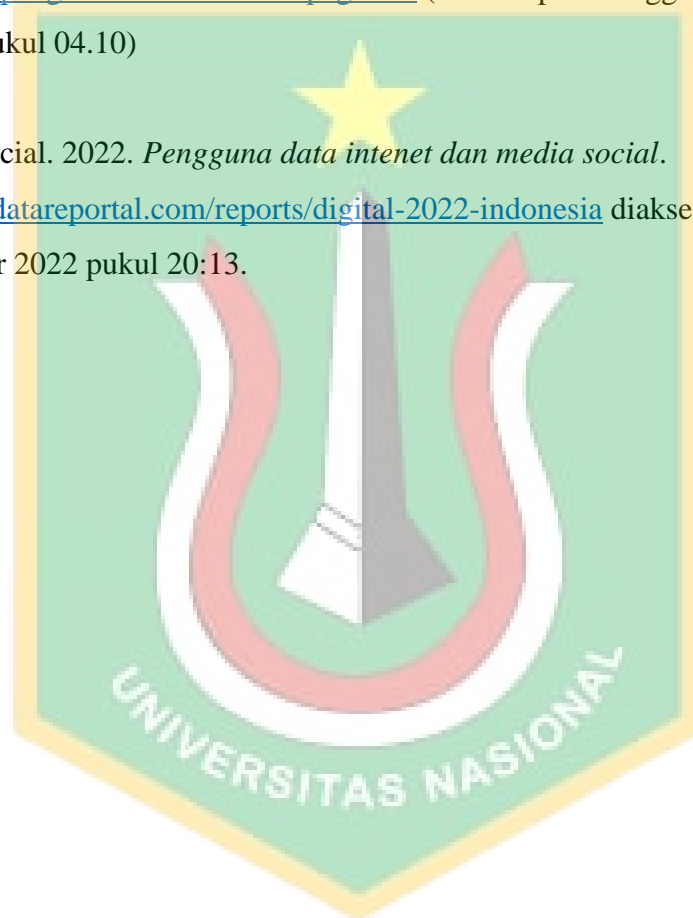 ukul 04.10)
cial. 2022. Pengguna data intenet dan media social.
datareportal.com/reports/digital-2022-indonesia diakse
r 2022 pukul 20:13.
UNIVERSITAS NASIONAL